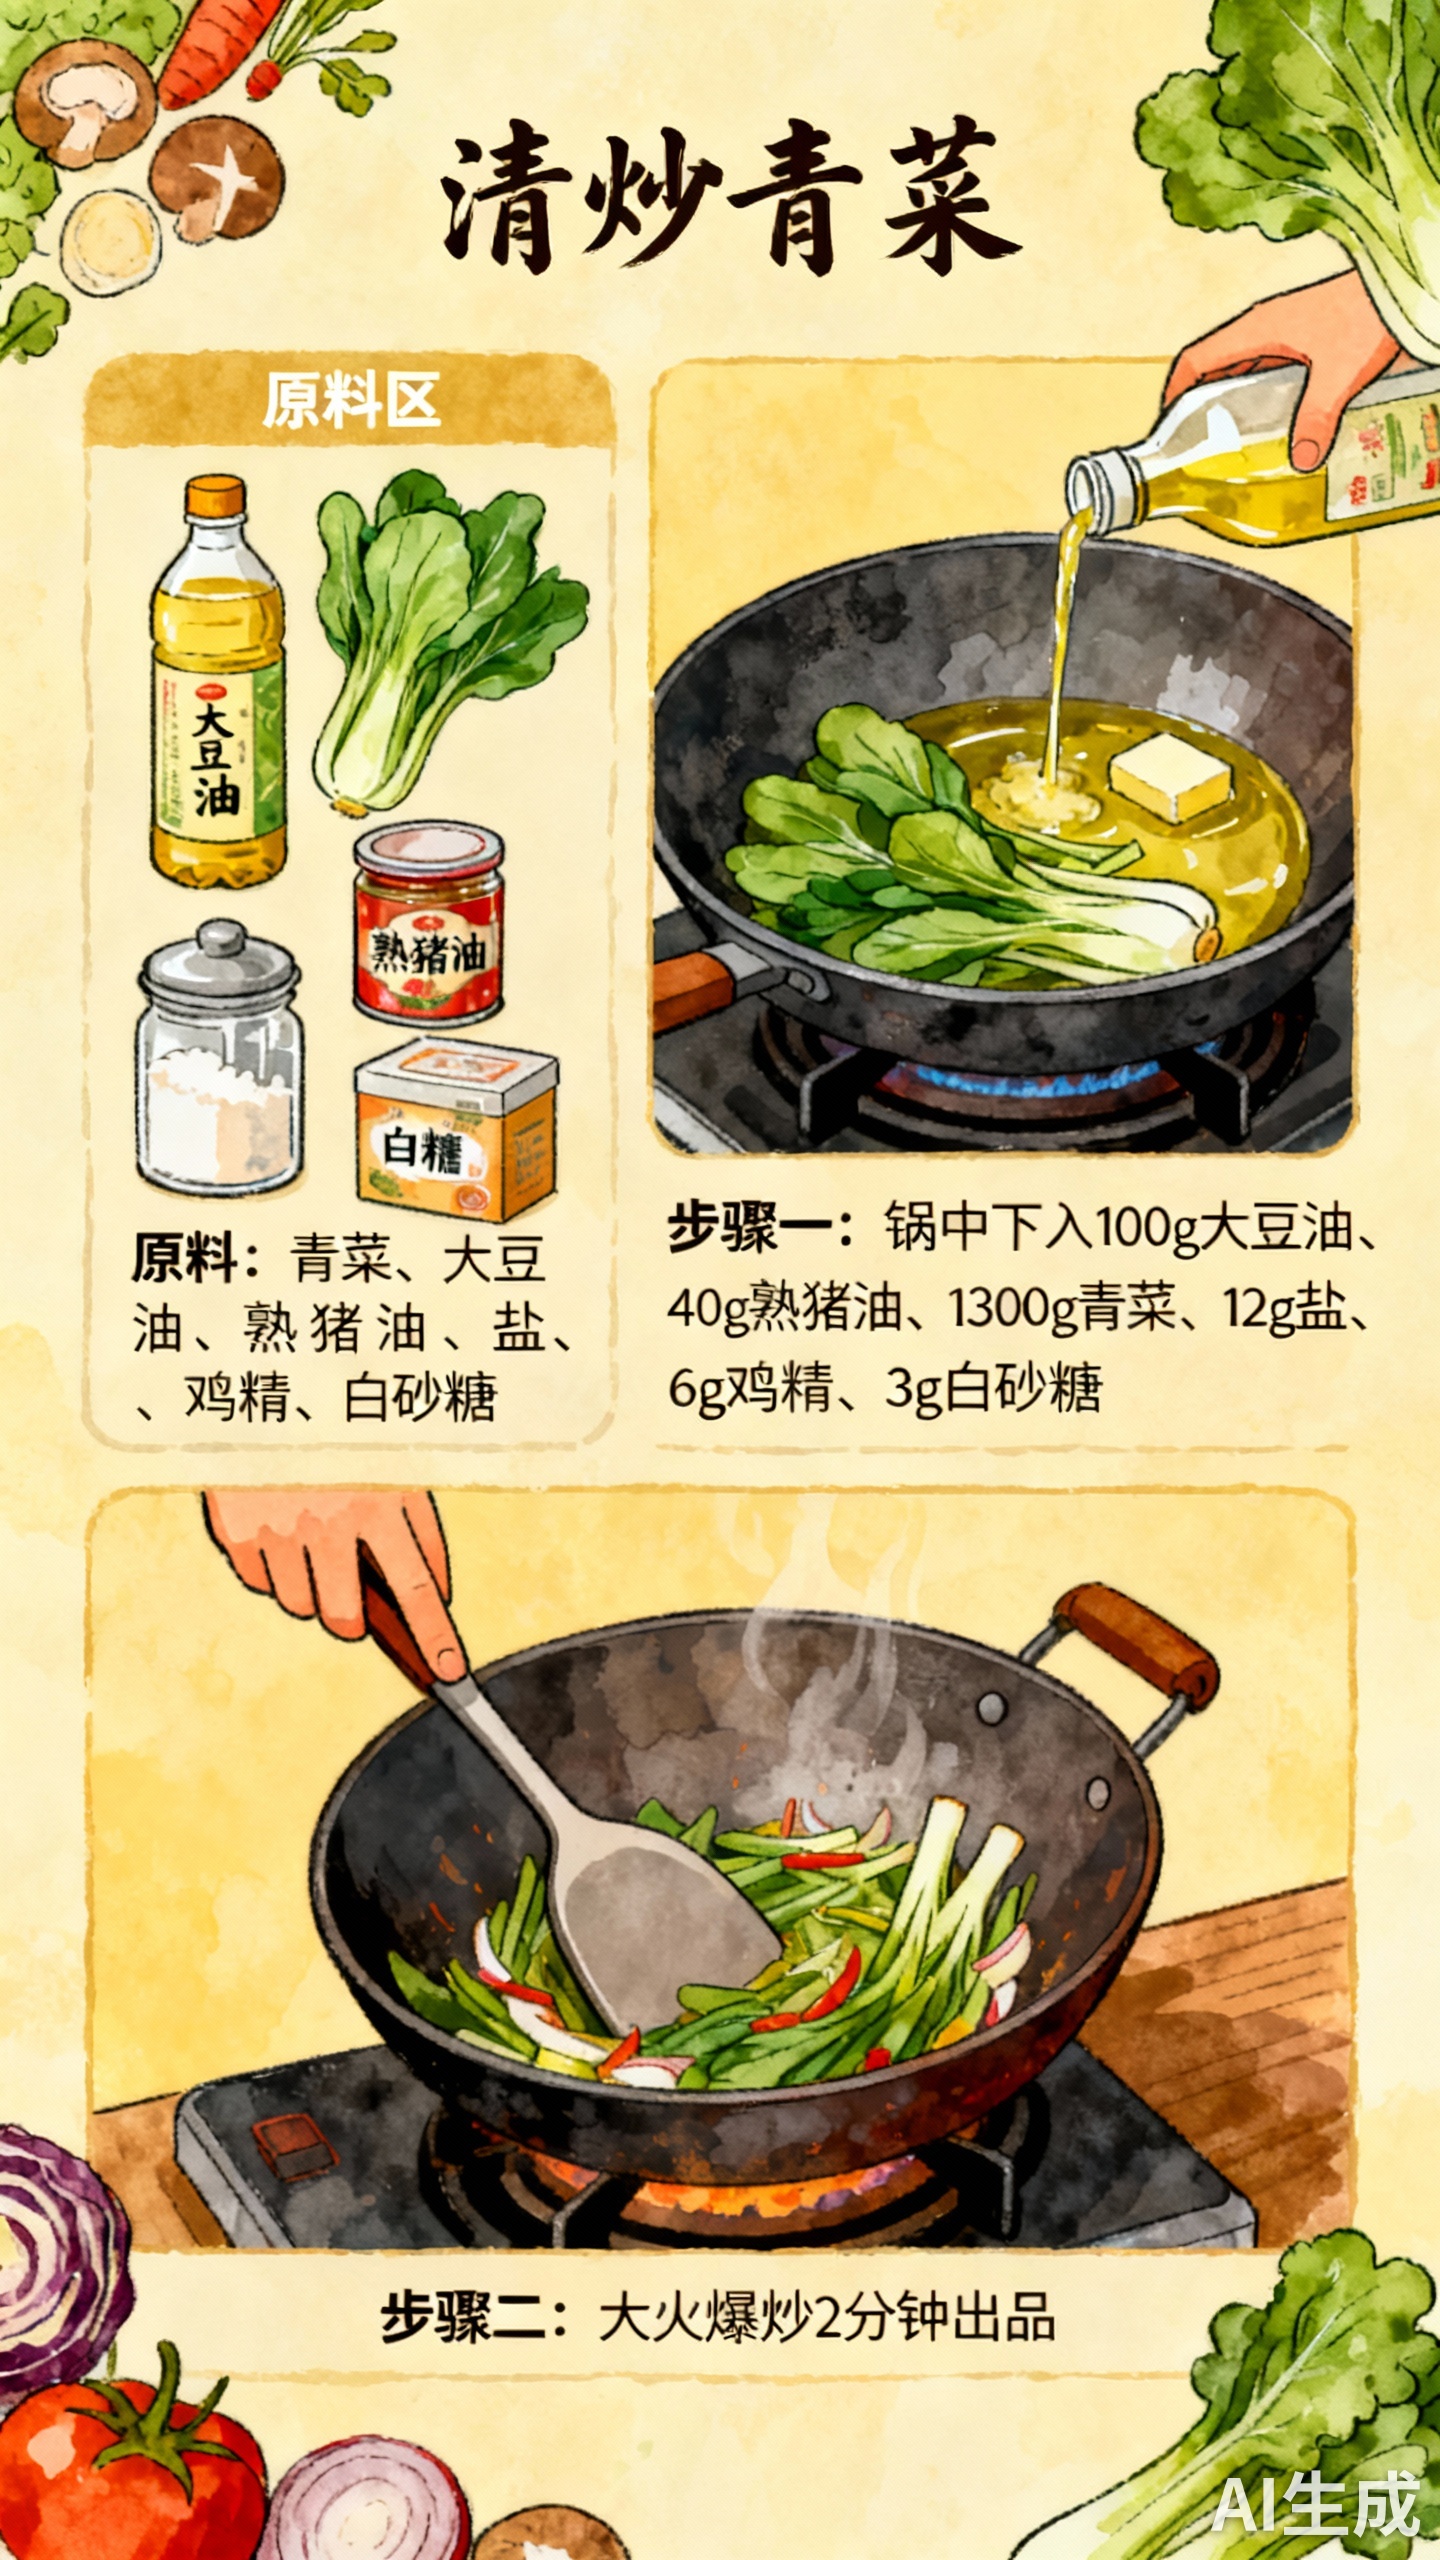 清炒青菜
原料区
大豆油
熟猪油
白糖
原料：青菜、大豆
油、熟猪油、盐、
、鸡精、白砂糖
步骤一：锅中下入100g大豆油、
40g熟猪油、1300g青菜、12g盐、
6g鸡精、3g白砂糖
步骤二：大火爆炒2分钟出品
AI生成